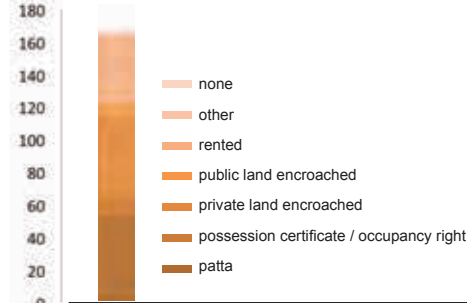 180
160
140
120
100
80
60
40
20
0
none
other
rented
public land encroached
private land encroached
possession certificate / occupancy right
patta